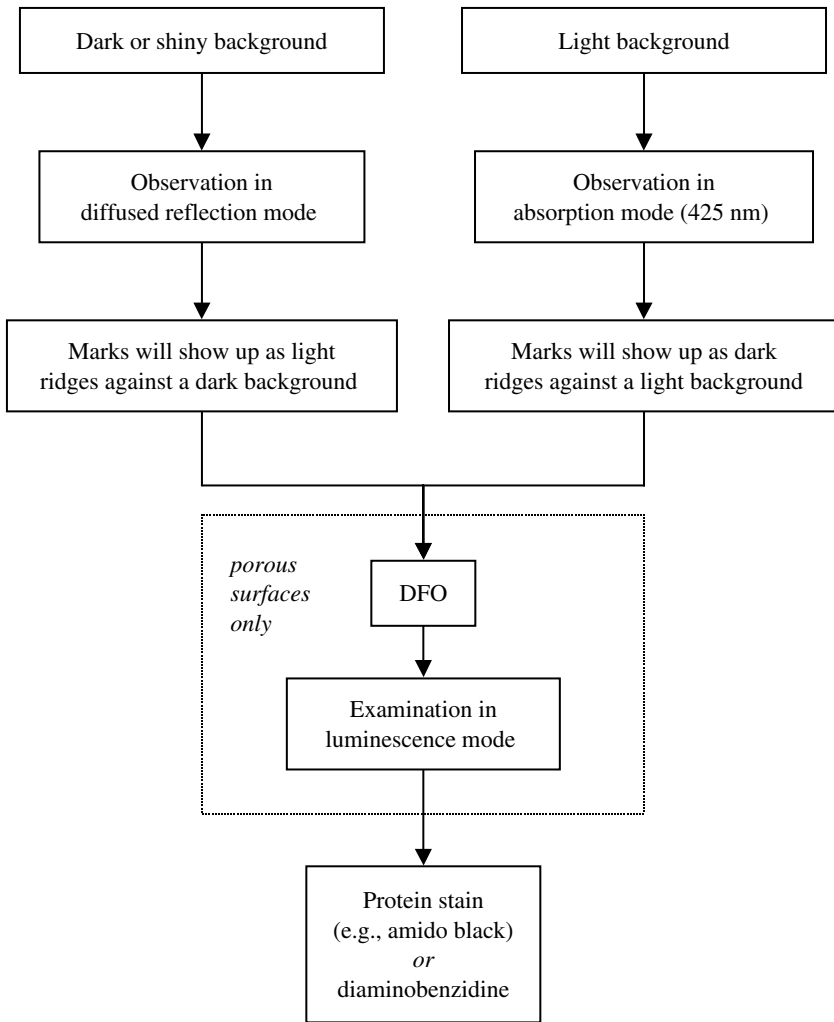 Dark or shiny background
Light background
Observation in
diffused reflection mode
Observation in
absorption mode (425 nm)
Marks will show up as light
ridges against a dark background
Marks will show up as dark
ridges against a light background
porous
surfaces
only
DFO
Examination in
luminescence mode
Protein stain
(e.g., amido black)
or
diaminobenzidine